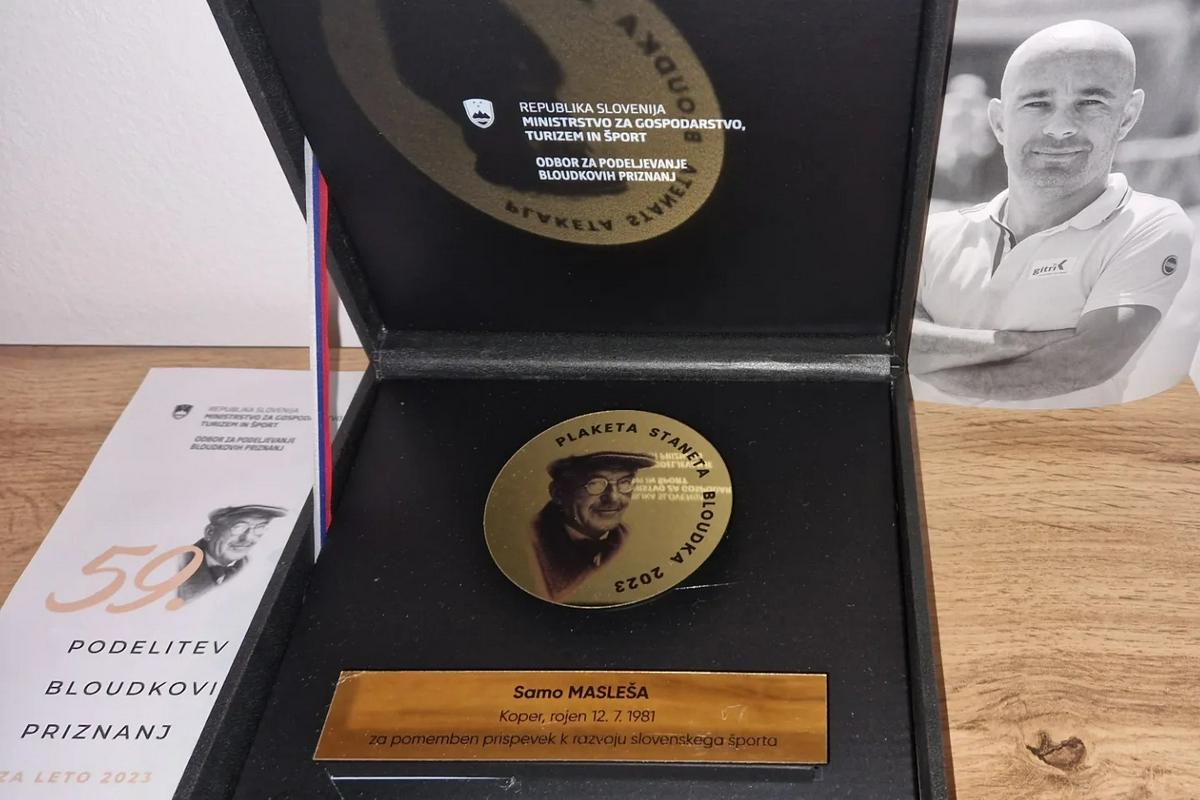 REPUBLIKA SLOVENIJA
MINISTRSTVO ZA GOSPODARSTVO,
TURIZEM IN ŠPORT
ODBOR ZA PODELJEVANJE
BLOUDKOVIH PRIZNANJ
PLAKETA STANETA BLOUDKA
gitri
REPUBLIKA SLOVENIJA
MINISTRSTVO ZA GOSPODARSTVO
TURIZEM IN ŠPORT
ODBOR ZA PODELJEVANJE
BLOUDKOVIH PRIZNANJ
59.
PODELITEV
BLOUDKOVI
PRIZNANJ
ZA LETO 2023
PLAKETA STANETA BLOUDKA 2023
Samo MASLEŠA
Koper, rojen 12. 7. 1981
za pomemben prispevek k razvoju slovenskega športa